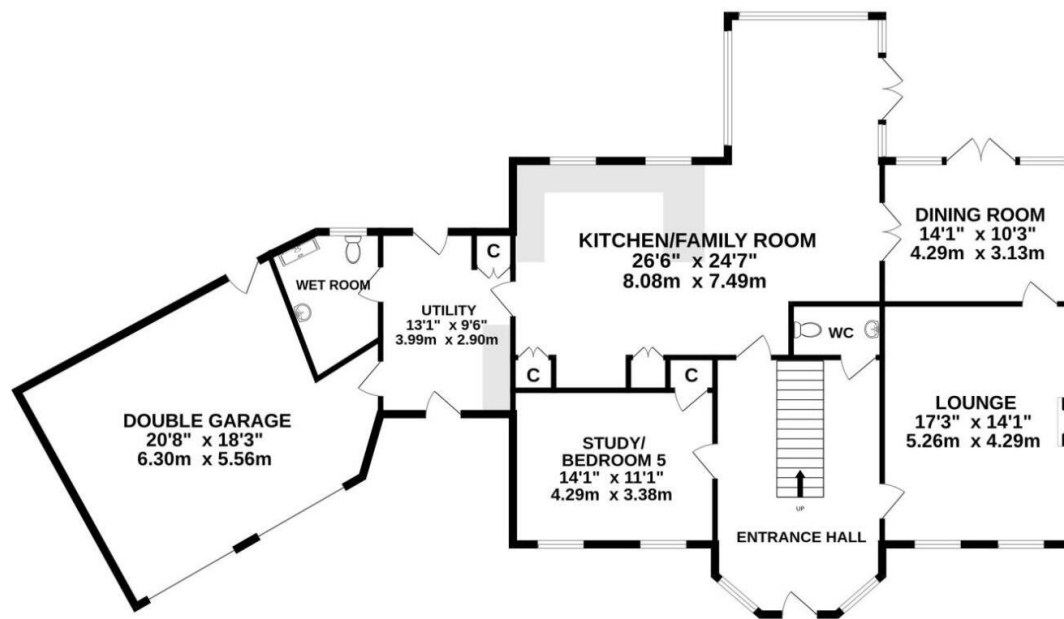 KITCHEN/FAMILY ROOM
26'6" x 24'7"
8.08m x 7.49m
DINING ROOM
14'1" x 10'3"
4.29m x 3.13m
C
WET ROOM
UTILITY
13'1" x 9'6"
3.99m x 2.90m
WC
C
C
DOUBLE GARAGE
20'8" x 18'3"
6.30m x 5.56m
STUDY/
BEDROOM 5
14'1" x 11'1"
4.29m x 3.38m
LOUNGE
17'3" x 14'1"
5.26m x 4.29m
UP
ENTRANCE HALL